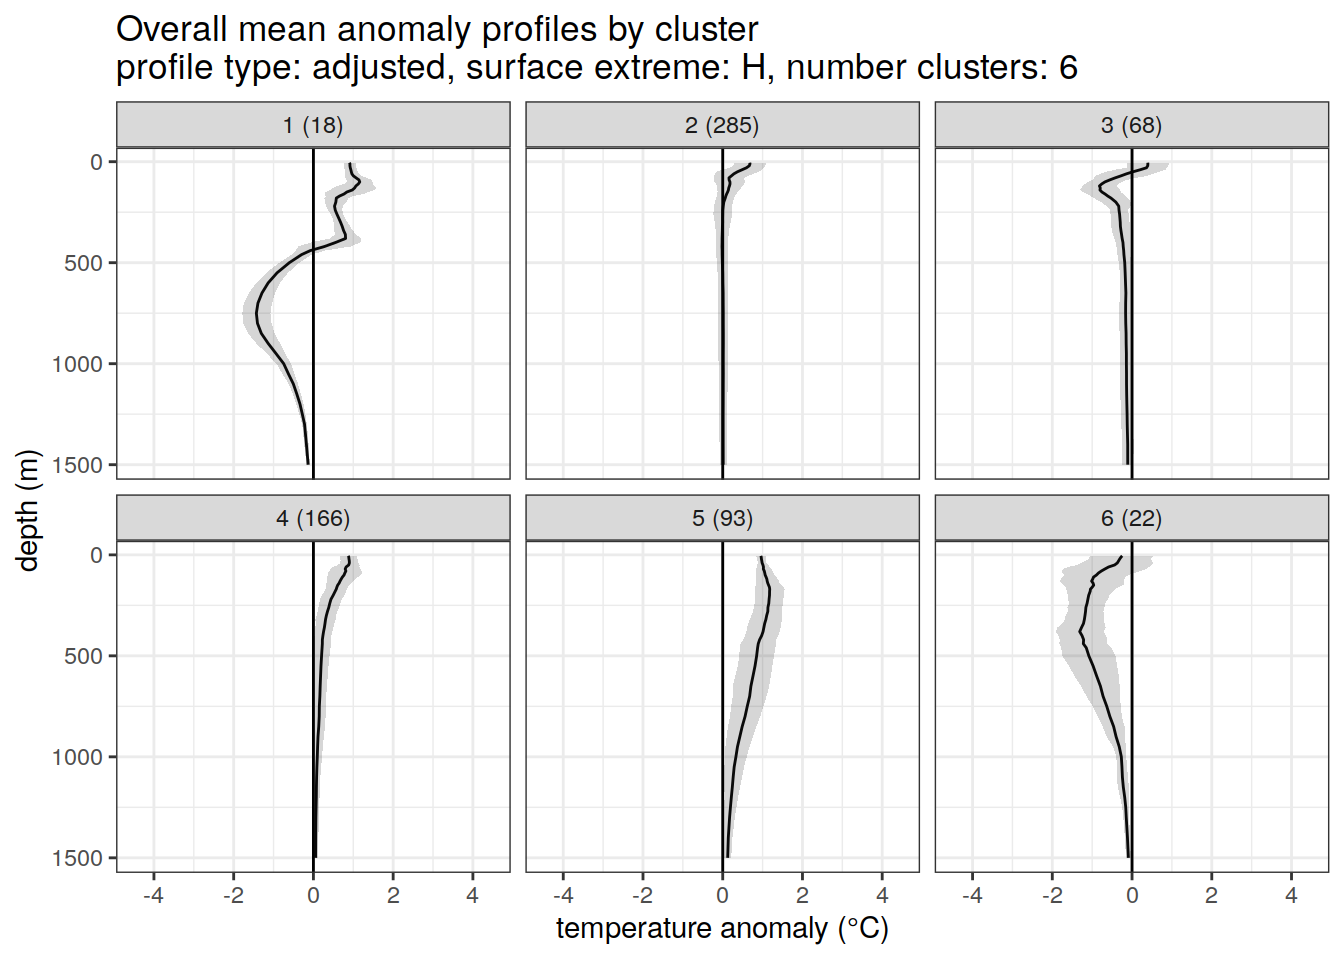 Overall mean anomaly profiles by cluster
profile type: adjusted, surface extreme: H, number clusters: 6
1 (18)
2 (285)
3 (68)
0
500
1000
1500
4 (166)
5 (93)
6 (22)
0
500
1000
1500
-4 -2 0 2 4
-4 -2 0 2 4
-4 -2 0 2 4
depth (m)
temperature anomaly (°C)